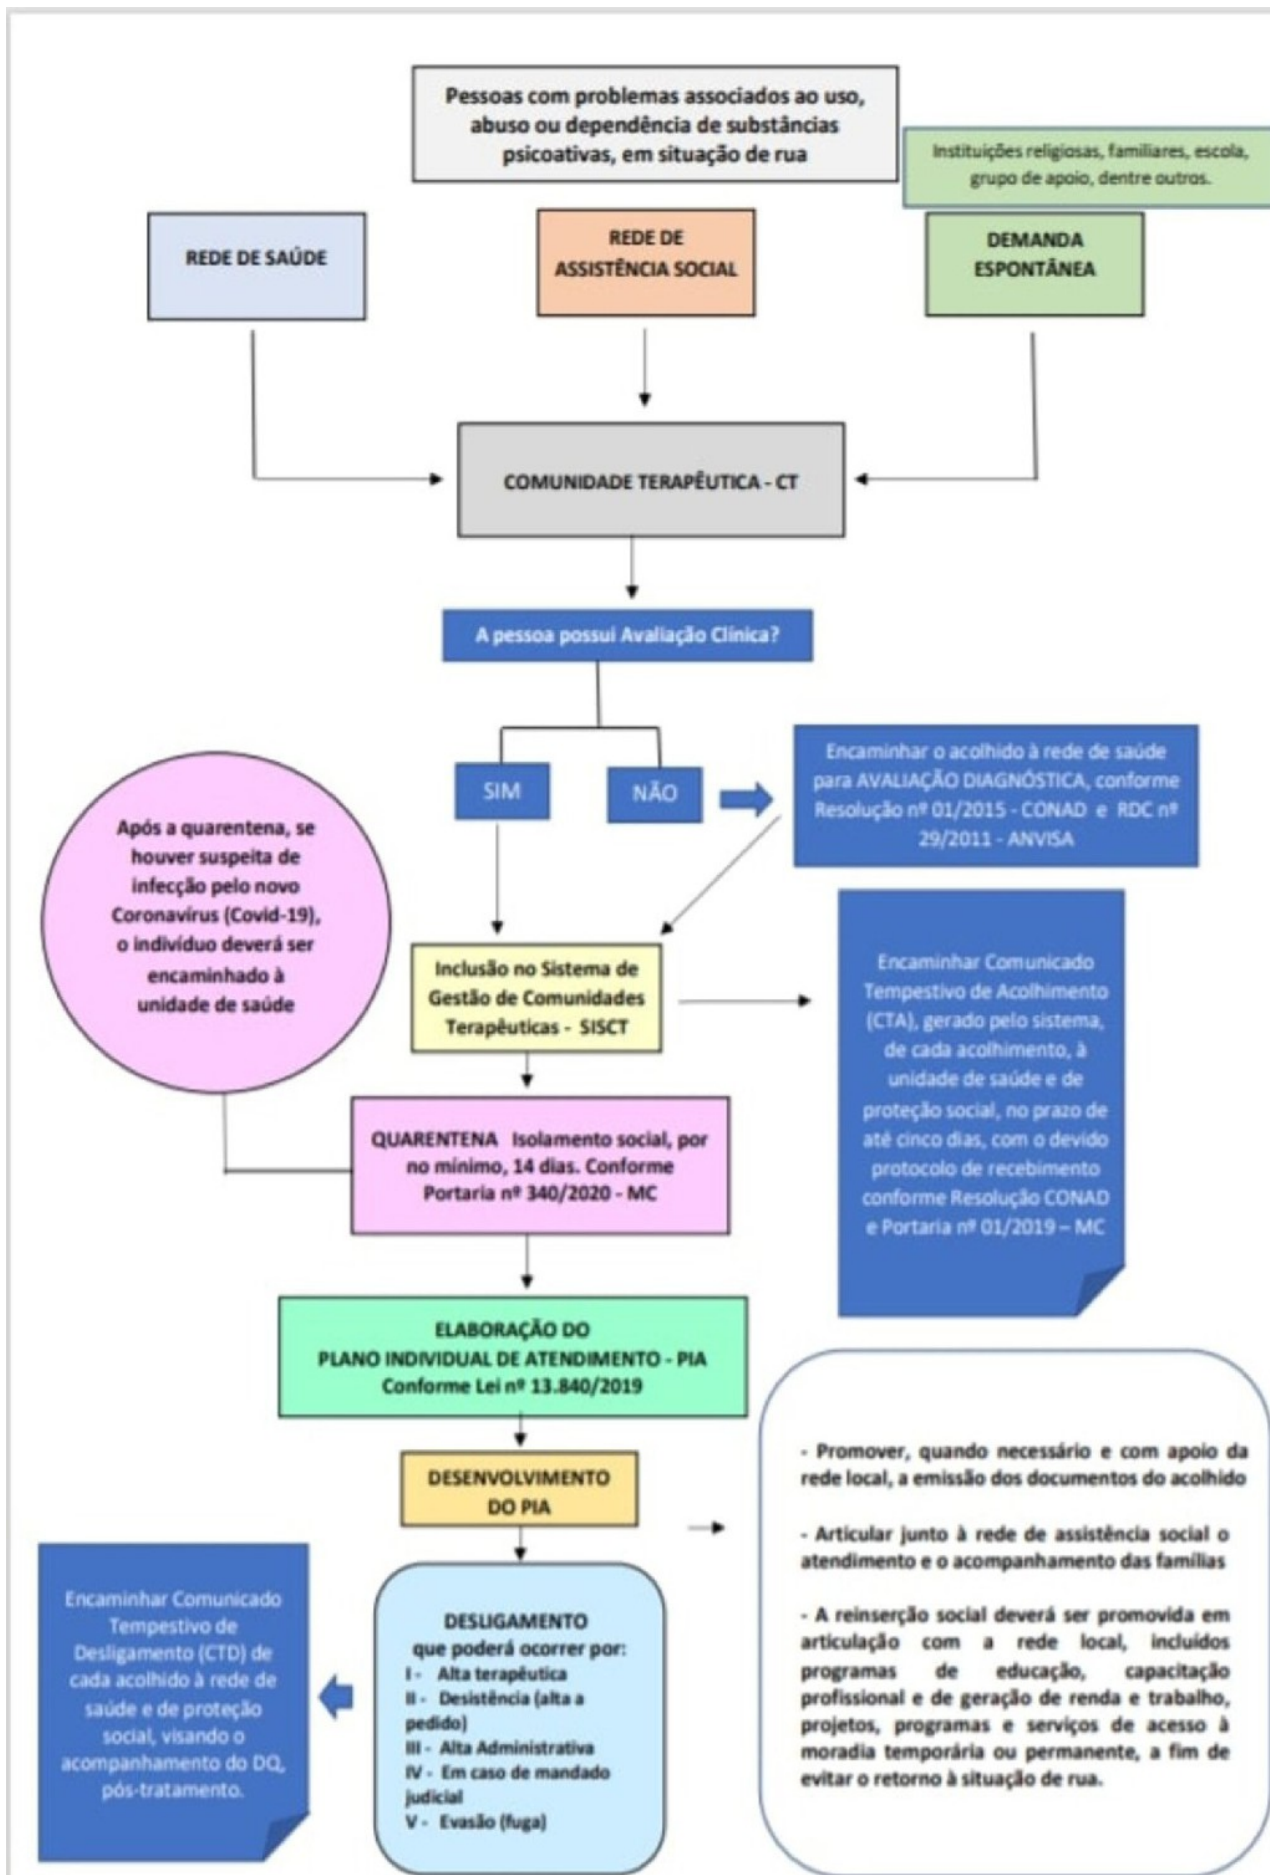 Pessoas com problemas associados ao uso,
abuso ou dependência de substâncias
psicoativas, em situação de rua
Instituições religiosas, familiares, escola,
grupo de apoio, dentre outros.
REDE DE SAÚDE
REDE DE
ASSISTÊNCIA SOCIAL
DEMANDA
ESPONTÂNEA
COMUNIDADE TERAPÊUTICA - CT
A pessoa possui Avaliação Clínica?
SIM
NÃO
Encaminhar o acolhido à rede de saúde
para AVALIAÇÃO DIAGNÓSTICA, conforme
Resolução nº 01/2015 - CONAD e RDC nº
29/2011 - ANVISA
Após a quarentena, se
houver suspeita de
infecção pelo novo
Coronavírus (Covid-19),
o indivíduo deverá ser
encaminhado à
unidade de saúde
Inclusão no Sistema de
Gestão de Comunidades
Terapêuticas - SISCT
Encaminhar Comunicado
Tempestivo de Acolhimento
(CTA), gerado pelo sistema,
de cada acolhimento, à
unidade de saúde e de
proteção social, no prazo de
até cinco dias, com o devido
protocolo de recebimento
conforme Resolução CONAD
e Portaria nº 01/2019 – MC
QUARENTENA Isolamento social, por
no mínimo, 14 dias. Conforme
Portaria nº 340/2020 - MC
ELABORAÇÃO DO
PLANO INDIVIDUAL DE ATENDIMENTO - PIA
Conforme Lei nº 13.840/2019
DESENVOLVIMENTO
DO PIA
- Promover, quando necessário e com apoio da
rede local, a emissão dos documentos do acolhido
- Articular junto à rede de assistência social o
atendimento e o acompanhamento das famílias
- A reinserção social deverá ser promovida em
articulação com a rede local, incluídos
programas de educação, capacitação
profissional e de geração de renda e trabalho,
projetos, programas e serviços de acesso à
moradia temporária ou permanente, a fim de
evitar o retorno à situação de rua.
Encaminhar Comunicado
Tempestivo de
Desligamento (CTD) de
cada acolhido à rede de
saúde e de proteção
social, visando o
acompanhamento do DQ,
pós-tratamento.
DESLIGAMENTO
que poderá ocorrer por:
I - Alta terapêutica
II - Desistência (alta a
pedido)
III - Alta Administrativa
IV - Em caso de mandado
judicial
V - Evasão (fuga)